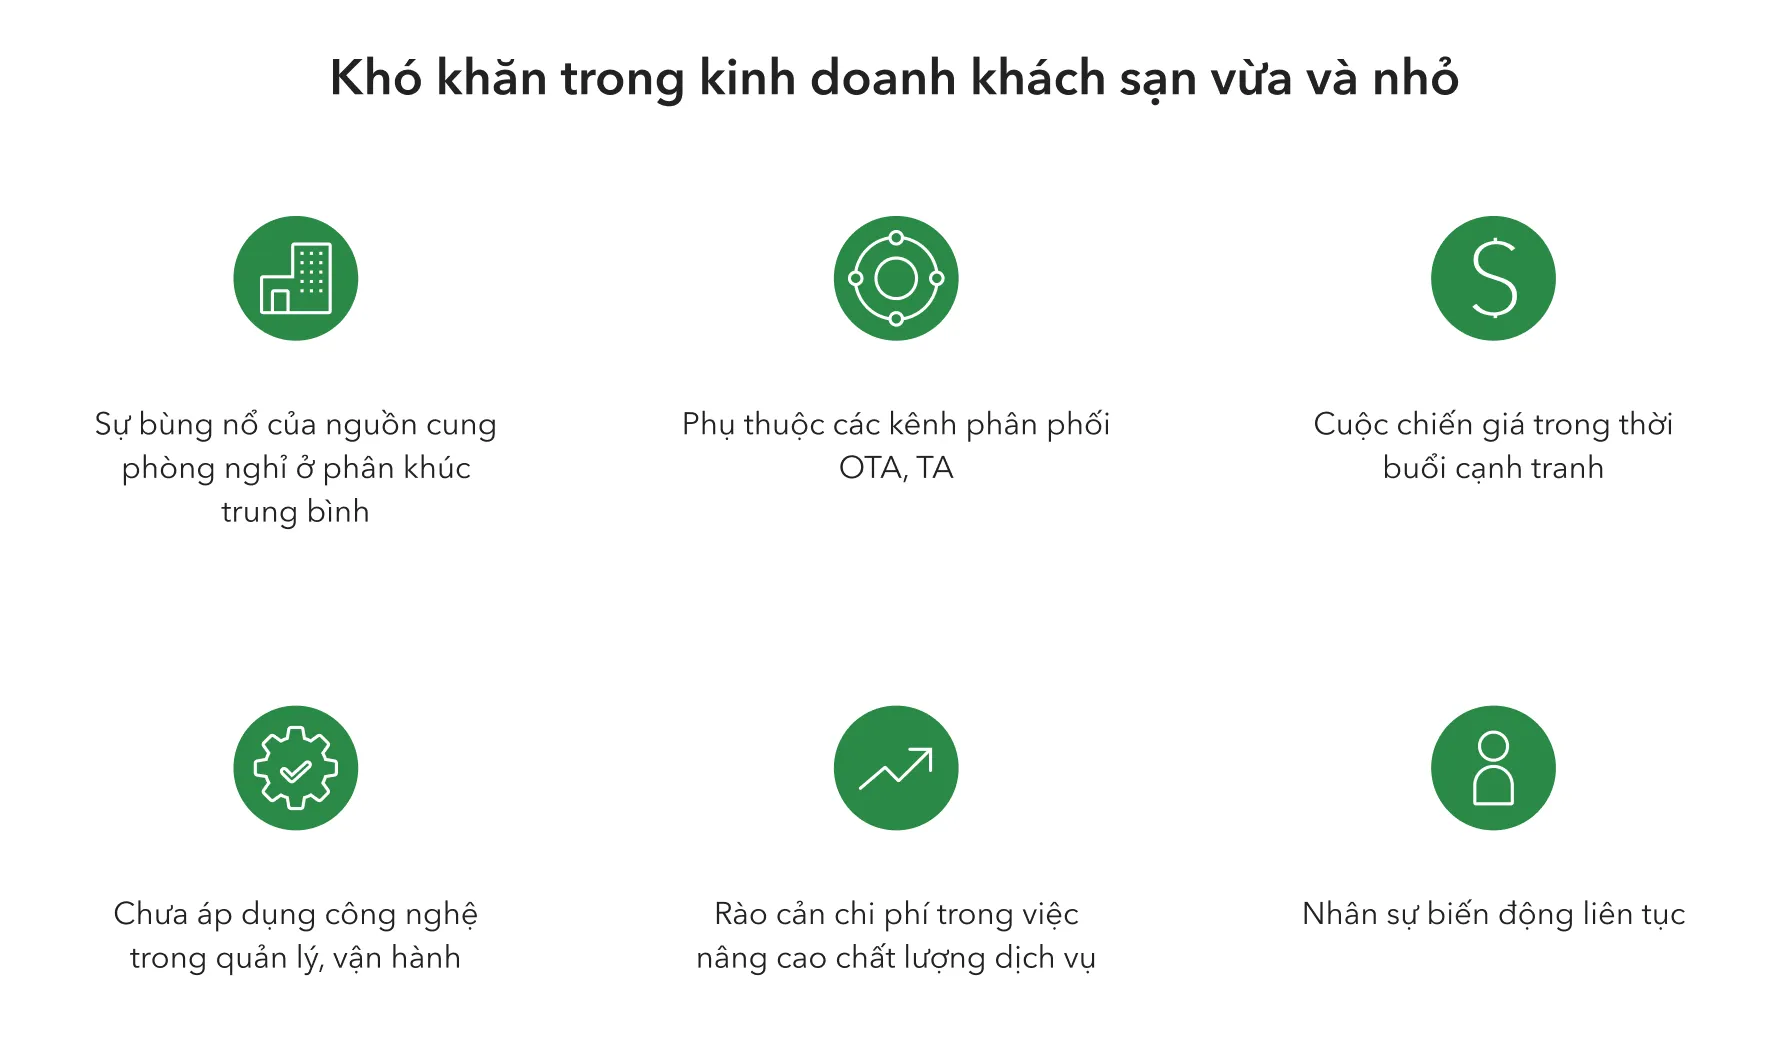 Khó khăn trong kinh doanh khách sạn vừa và nhỏ
Sự bùng nổ của nguồn cung
phòng nghỉ ở phân khúc
trung bình
Phụ thuộc các kênh phân phối
OTA, TA
Cuộc chiến giá trong thời
buổi cạnh tranh
Chưa áp dụng công nghệ
trong quản lý, vận hành
Rào cản chi phí trong việc
nâng cao chất lượng dịch vụ
Nhân sự biến động liên tục